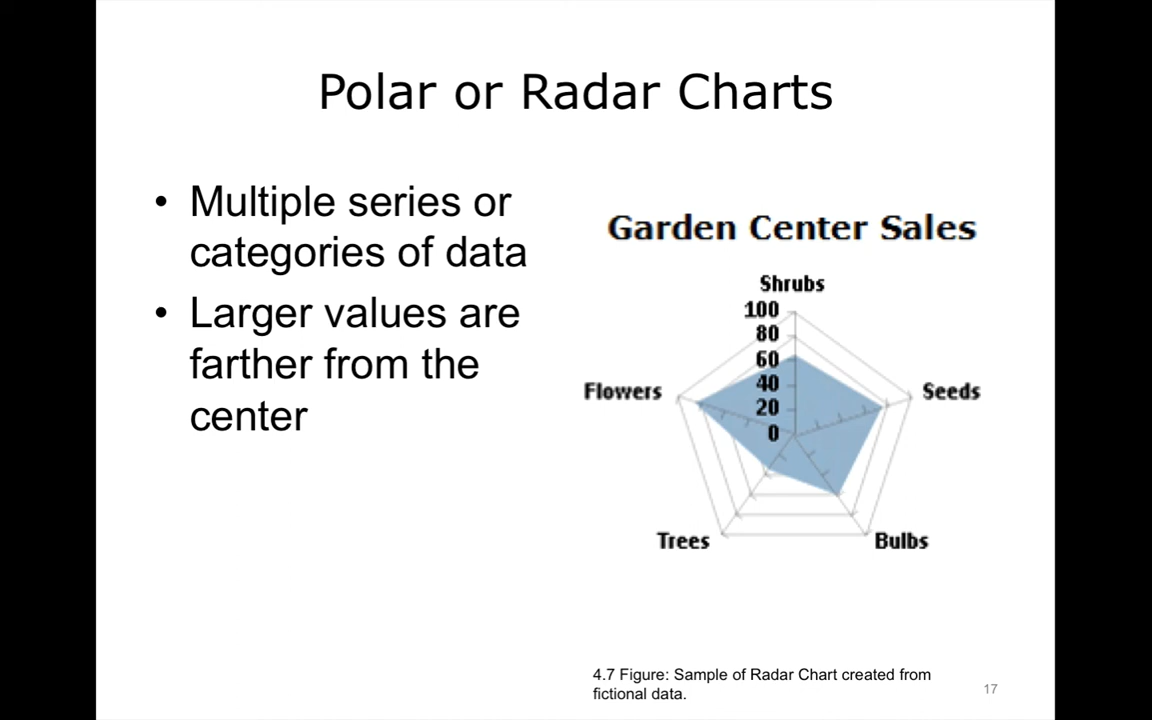 Polar or Radar Charts
• Multiple series or
categories of data
• Larger values are
farther from the
center
Garden Center Sales
Shrubs
100
80
60
40
20
0
Flowers
Seeds
Trees
Bulbs
4.7 Figure: Sample of Radar Chart created from
fictional data.
17